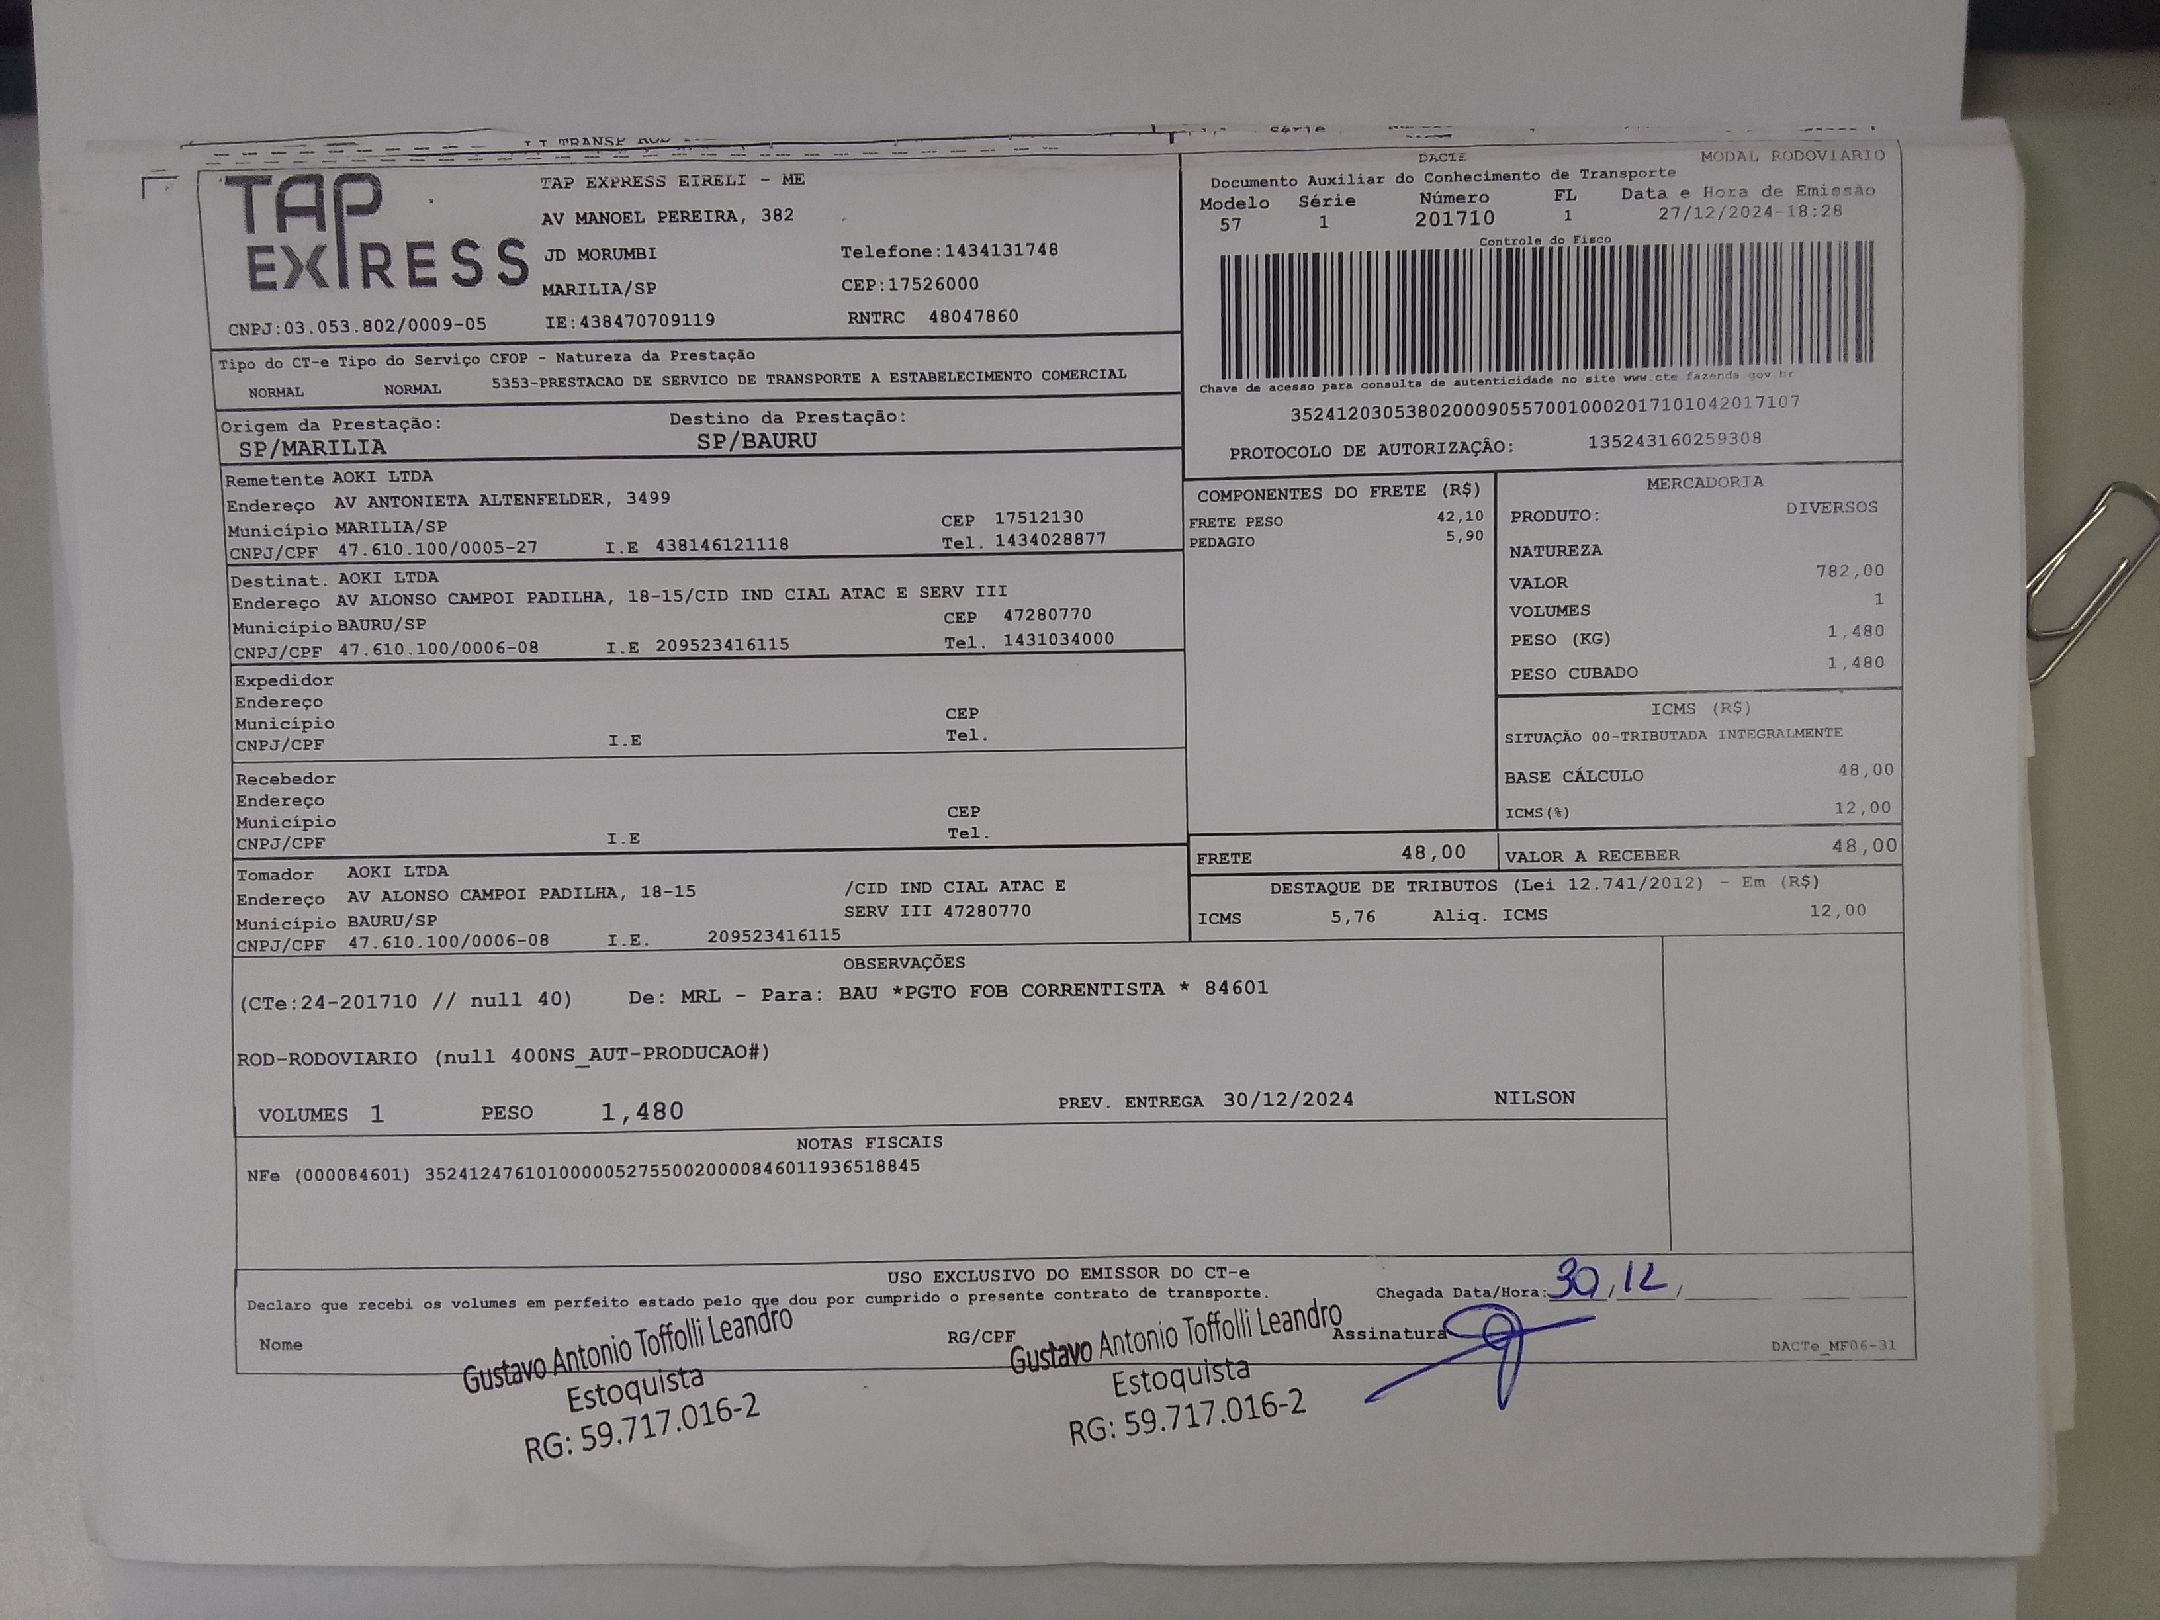 TAP EXPRESS
TAP EXPRESS EIRELI - ME
AV MANOEL PEREIRA, 382
JD MORUMBI Telefone:1434131748
MARILIA/SP CEP:17526000
CNPJ:03.053.802/0009-05 IE:438470709119 RNTRC 48047860
DACTE MODAL RODOVIARIO
Documento Auxiliar do Conhecimento de Transporte
Modelo Série Número FL Data e Hora de Emissão
57 1 201710 1 27/12/2024-18:28
Controle do Fisco
Chave de acesso para consulta de autenticidade no site www.cte.fazenda.gov.br
35241203053802000905570010002017101042017107
PROTOCOLO DE AUTORIZAÇÃO: 135243160259308
Tipo do CT-e Tipo do Serviço CFOP - Natureza da Prestação
NORMAL NORMAL 5353-PRESTACAO DE SERVICO DE TRANSPORTE A ESTABELECIMENTO COMERCIAL
Origem da Prestação: Destino da Prestação:
SP/MARILIA SP/BAURU
Remetente AOKI LTDA
Endereço AV ANTONIETA ALTENFELDER, 3499
Município MARILIA/SP CEP 17512130
CNPJ/CPF 47.610.100/0005-27 I.E 438146121118 Tel. 1434028877
Destinat. AOKI LTDA
Endereço AV ALONSO CAMPOI PADILHA, 18-15/CID IND CIAL ATAC E SERV III
Município BAURU/SP CEP 47280770
CNPJ/CPF 47.610.100/0006-08 I.E 209523416115 Tel. 1431034000
Expedidor
Endereço
Município CEP
CNPJ/CPF I.E Tel.
Recebedor
Endereço
Município CEP
CNPJ/CPF I.E Tel.
Tomador AOKI LTDA
Endereço AV ALONSO CAMPOI PADILHA, 18-15 /CID IND CIAL ATAC E
Município BAURU/SP SERV III 47280770
CNPJ/CPF 47.610.100/0006-08 I.E. 209523416115
COMPONENTES DO FRETE (R$)
FRETE PESO 42,10
PEDAGIO 5,90
MERCADORIA
PRODUTO: DIVERSOS
NATUREZA
VALOR 782,00
VOLUMES 1
PESO (KG) 1,480
PESO CUBADO 1,480
ICMS (R$)
SITUAÇÃO 00-TRIBUTADA INTEGRALMENTE
BASE CÁLCULO 48,00
ICMS(%) 12,00
FRETE 48,00 VALOR A RECEBER 48,00
DESTAQUE DE TRIBUTOS (Lei 12.741/2012) - Em (R$)
ICMS 5,76 Aliq. ICMS 12,00
OBSERVAÇÕES
(CTe:24-201710 // null 40) De: MRL - Para: BAU *PGTO FOB CORRENTISTA * 84601
ROD-RODOVIARIO (null 400NS_AUT-PRODUCAO#)
VOLUMES 1 PESO 1,480 PREV. ENTREGA 30/12/2024 NILSON
NOTAS FISCAIS
NFe (000084601) 35241247610100000527550020000846011936518845
USO EXCLUSIVO DO EMISSOR DO CT-e
Declaro que recebi os volumes em perfeito estado pelo que dou por cumprido o presente contrato de transporte. Chegada Data/Hora: 30/12/
Nome RG/CPF Assinatura DACTe_MF06-31
Gustavo Antonio Toffolli Leandro
Estoquista
RG: 59.717.016-2
Gustavo Antonio Toffolli Leandro
Estoquista
RG: 59.717.016-2